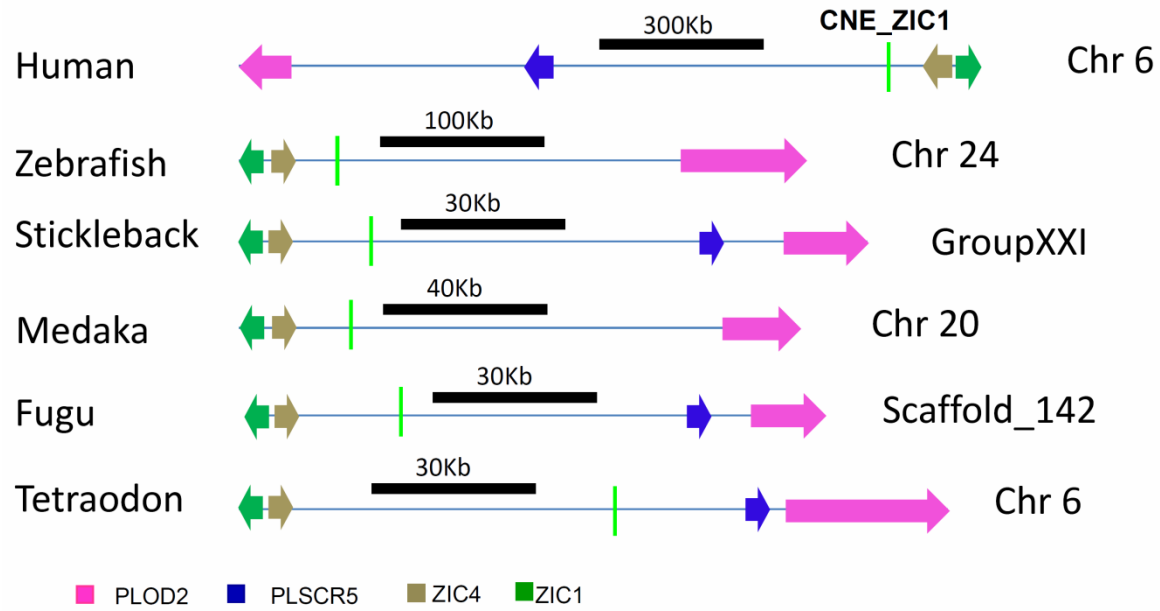 CNE_ZIC1
300Kb
Human Chr 6
100Kb
Zebrafish Chr 24
30Kb
Stickleback GroupXXI
40Kb
Medaka Chr 20
30Kb
Fugu Scaffold_142
30Kb
Tetraodon Chr 6
PLOD2 PLSCR5 ZIC4 ZIC1